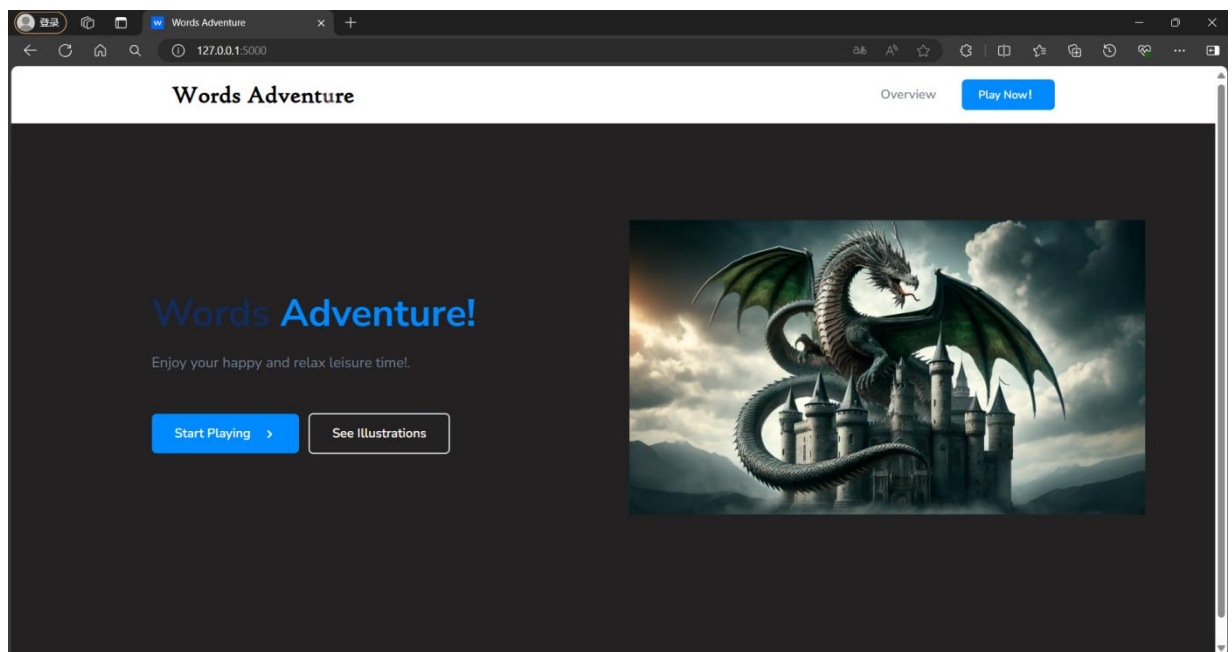 登录
W Words Adventure
127.0.0.1:5000
Words Adventure
Overview
Play Now!
Words Adventure!
Enjoy your happy and relax leisure time!.
Start Playing
See Illustrations